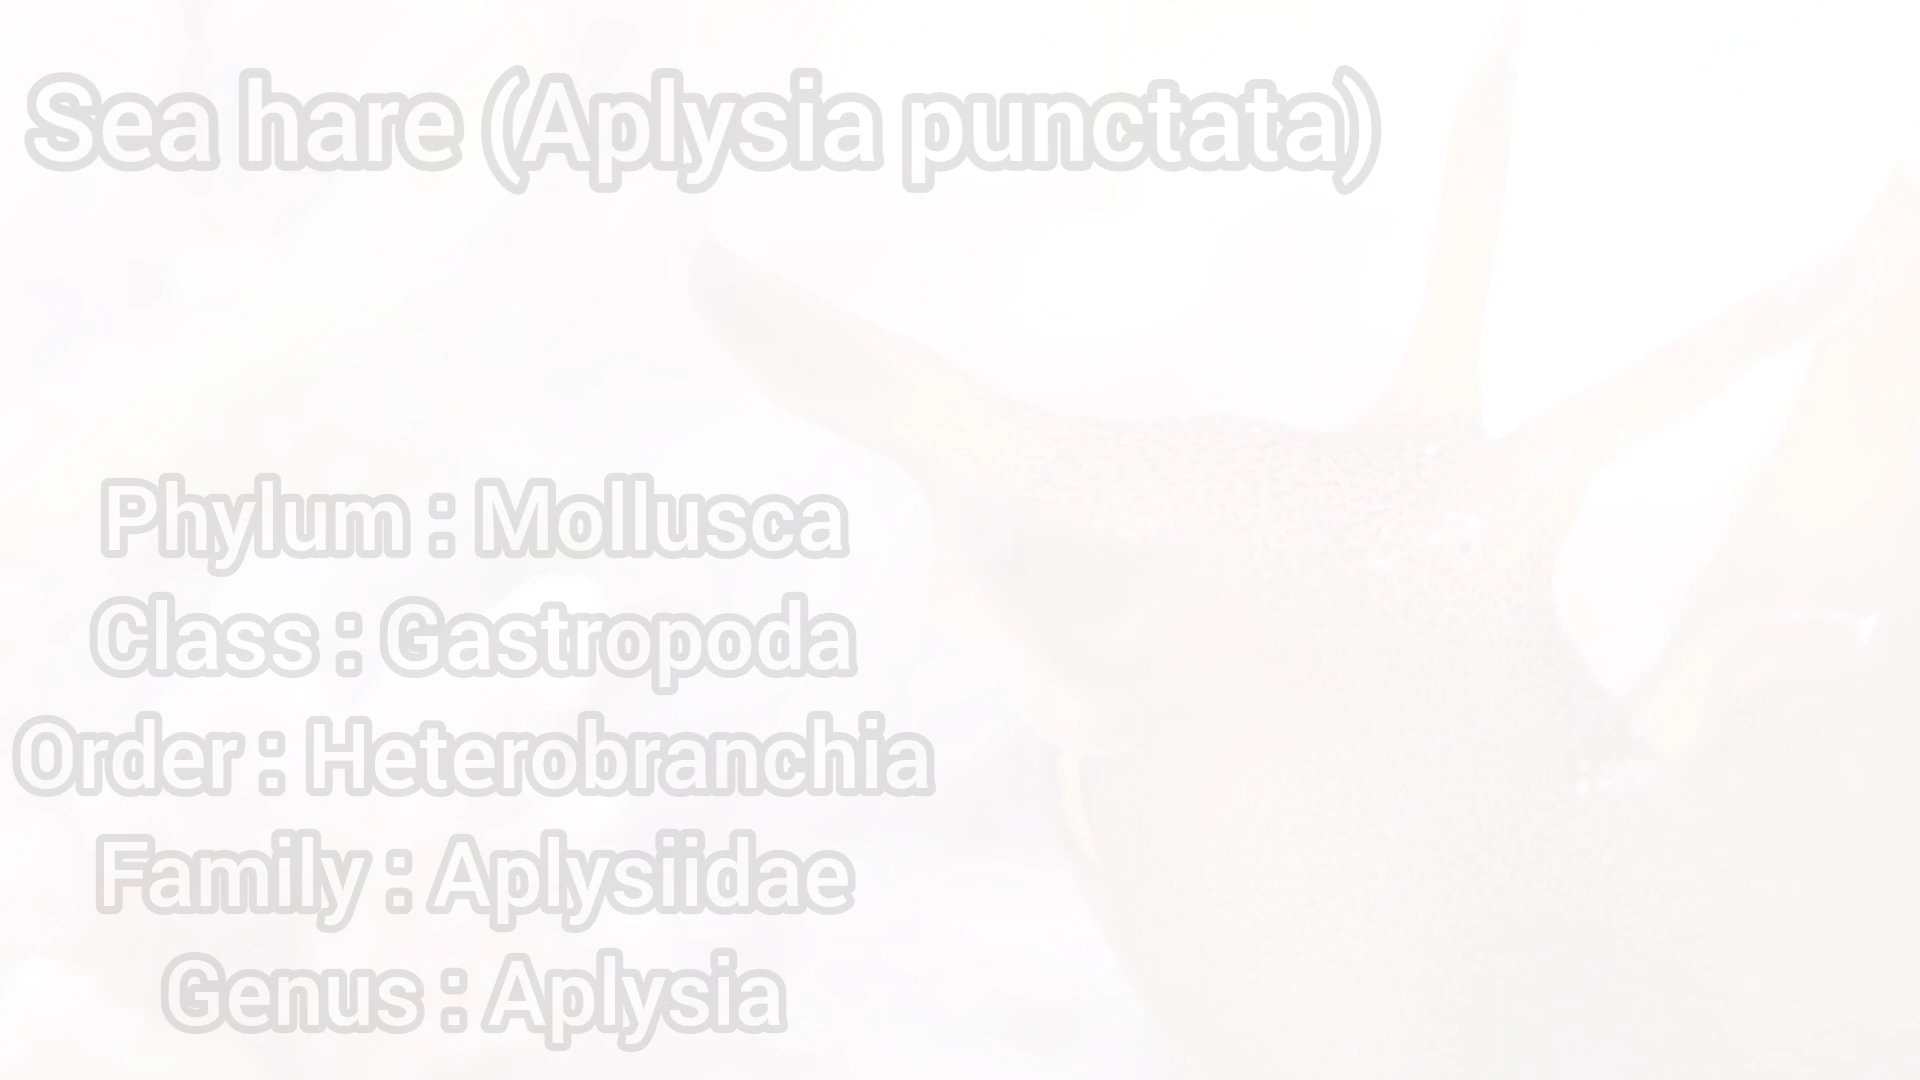 Sea hare (Aplysia punctata)
Phylum : Mollusca
Class : Gastropoda
Order : Heterobranchia
Family : Aplysiidae
Genus : Aplysia